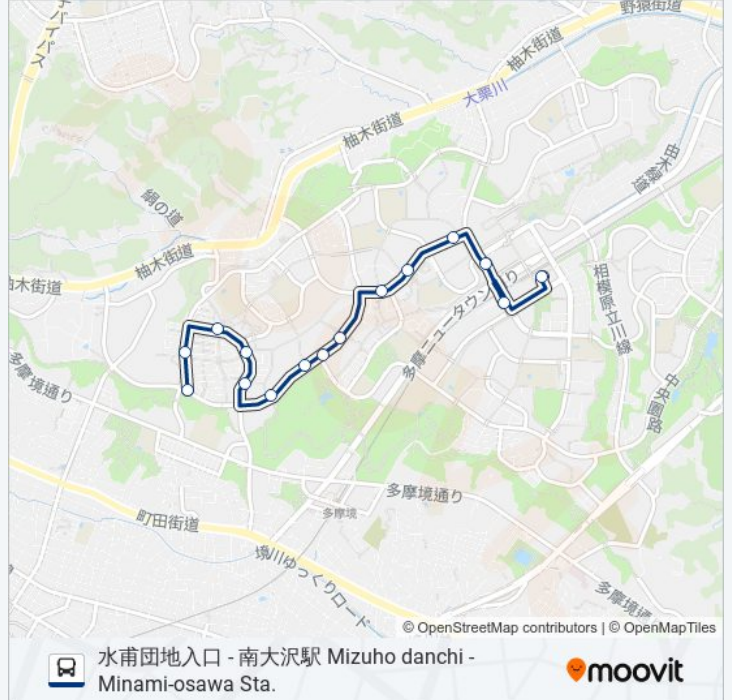 バイパス
野猿街道
柚木街道
大栗川
柚木街道
由木緑道
絹の道
柚木街道
由木街道
多摩ニュータウン通り
相模原立川線
多摩境通り
中央園路
多摩境通り
町田街道
多摩境
境川ゆっくりロード
多摩境通り
© OpenStreetMap contributors | © OpenMapTiles
水甫団地入口 - 南大沢駅 Mizuho danchi -
Minami-osawa Sta.
moovit